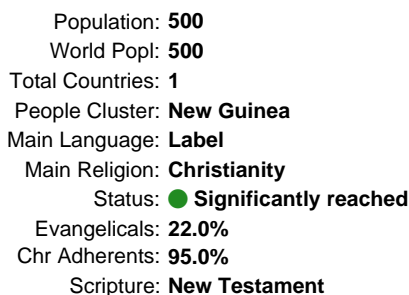 Population: 500
World Popl: 500
Total Countries: 1
People Cluster: New Guinea
Main Language: Label
Main Religion: Christianity
Status: Significantly reached
Evangelicals: 22.0%
Chr Adherents: 95.0%
Scripture: New Testament